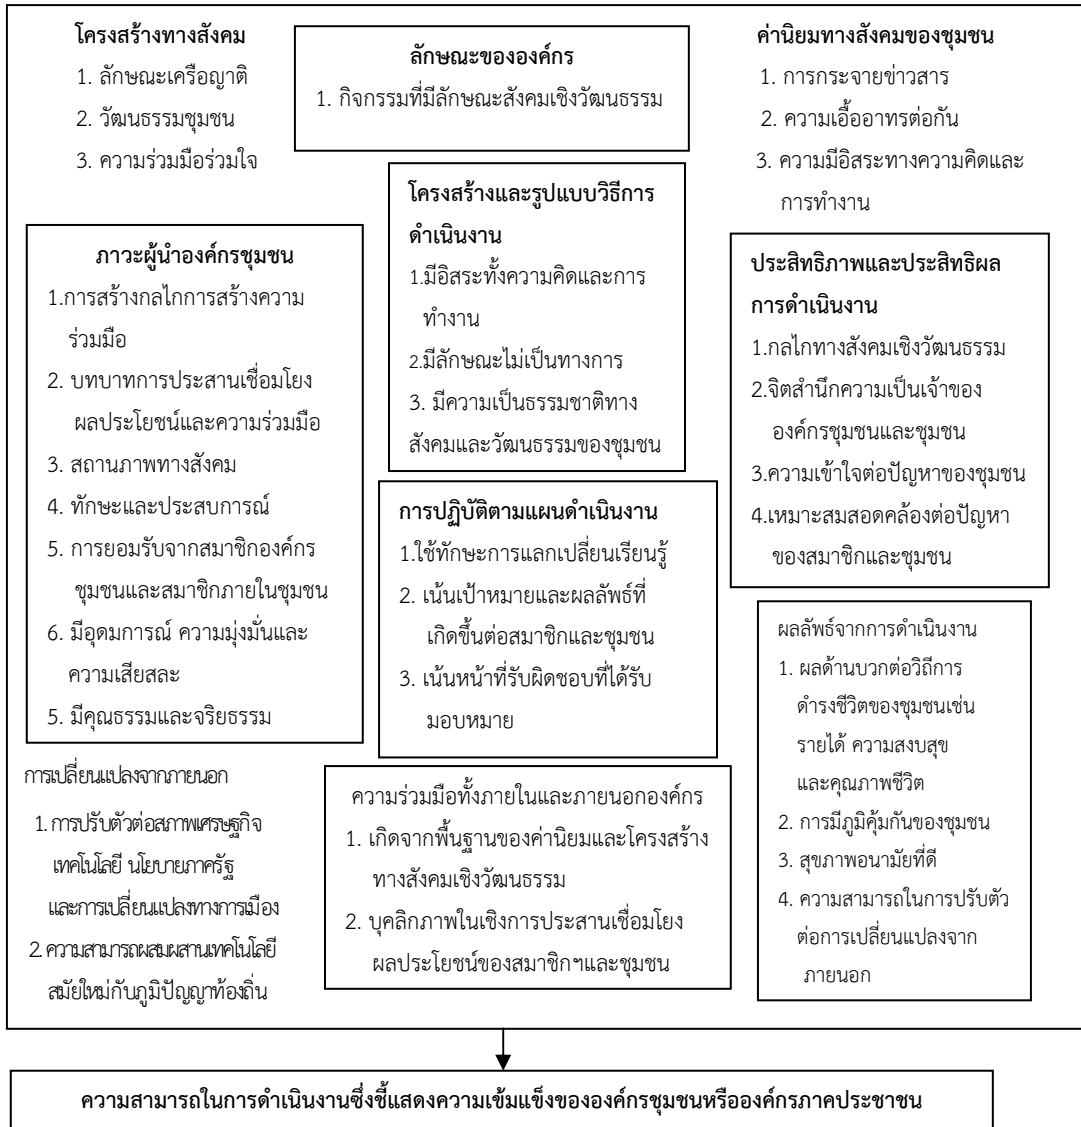 โครงสร้างทางสังคม
1. ลักษณะเครือญาติ
2. วัฒนธรรมชุมชน
3. ความร่วมมือร่วมใจ
ลักษณะขององค์กร
1. กิจกรรมที่มีลักษณะสังคมเชิงวัฒนธรรม
ค่านิยมทางสังคมของชุมชน
1. การกระจายข่าวสาร
2. ความเอื้ออาทรต่อกัน
3. ความมีอิสระทางความคิดและ
การทำงาน
ภาวะผู้นำองค์กรชุมชน
1.การสร้างกลไกการสร้างความ
ร่วมมือ
2. บทบาทการประสานเชื่อมโยง
ผลประโยชน์และความร่วมมือ
3. สถานภาพทางสังคม
4. ทักษะและประสบการณ์
5. การยอมรับจากสมาชิกองค์กร
ชุมชนและสมาชิกภายในชุมชน
6. มีอุดมการณ์ ความมุ่งมั่นและ
ความเสียสละ
5. มีคุณธรรมและจริยธรรม
โครงสร้างและรูปแบบวิธีการ
ดำเนินงาน
1.มีอิสระทั้งความคิดและการ
ทำงาน
2.มีลักษณะไม่เป็นทางการ
3. มีความเป็นธรรมชาติทาง
สังคมและวัฒนธรรมของชุมชน
ประสิทธิภาพและประสิทธิผล
การดำเนินงาน
1.กลไกทางสังคมเชิงวัฒนธรรม
2.จิตสำนึกความเป็นเจ้าของ
องค์กรชุมชนและชุมชน
3.ความเข้าใจต่อปัญหาของชุมชน
4.เหมาะสมสอดคล้องต่อปัญหา
ของสมาชิกและชุมชน
การปฏิบัติตามแผนดำเนินงาน
1.ใช้ทักษะการแลกเปลี่ยนเรียนรู้
2. เน้นเป้าหมายและผลลัพธ์ที่
เกิดขึ้นต่อสมาชิกและชุมชน
3. เน้นหน้าที่รับผิดชอบที่ได้รับ
มอบหมาย
ผลลัพธ์จากการดำเนินงาน
1. ผลด้านบวกต่อวิถีการ
ดำรงชีวิตของชุมชนเช่น
รายได้ ความสงบสุข
และคุณภาพชีวิต
2. การมีภูมิคุ้มกันของชุมชน
3. สุขภาพอนามัยที่ดี
4. ความสามารถในการปรับตัว
ต่อการเปลี่ยนแปลงจาก
ภายนอก
การเปลี่ยนแปลงจากภายนอก
1. การปรับตัวต่อสภาพเศรษฐกิจ
เทคโนโลยี นโยบายภาครัฐ
และการเปลี่ยนแปลงทางการเมือง
2. ความสามารถผสมผสานเทคโนโลยี
สมัยใหม่กับภูมิปัญญาท้องถิ่น
ความร่วมมือทั้งภายในและภายนอกองค์กร
1. เกิดจากพื้นฐานของค่านิยมและโครงสร้าง
ทางสังคมเชิงวัฒนธรรม
2. บุคลิกภาพในเชิงการประสานเชื่อมโยง
ผลประโยชน์ของสมาชิกฯและชุมชน
ความสามารถในการดำเนินงานซึ่งชี้แสดงความเข้มแข็งขององค์กรชุมชนหรือองค์กรภาคประชาชน